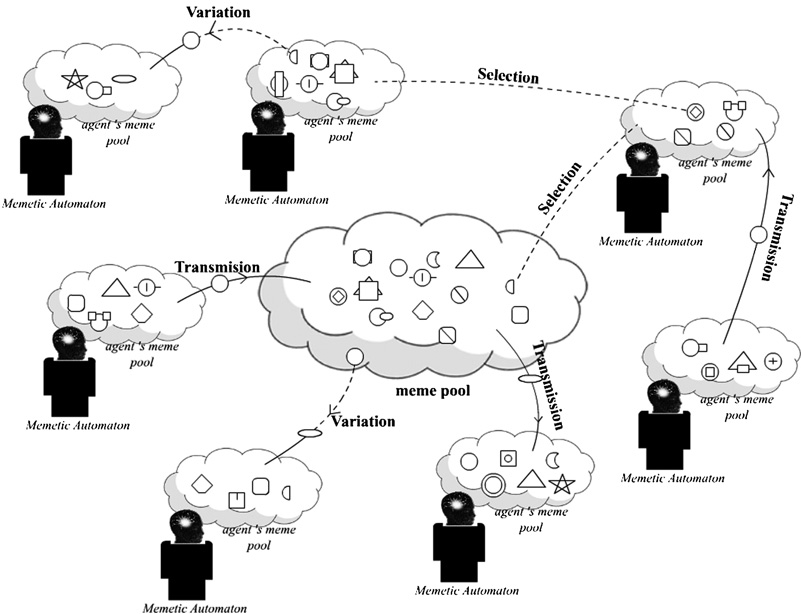 Variation
agent's meme
pool
Memetic Automaton
agent's meme
pool
Memetic Automaton
Selection
agent's meme
pool
Memetic Automaton
Selection
Transmission
Transmision
agent's meme
pool
Memetic Automaton
meme pool
Transmission
Variation
agent's meme
pool
Memetic Automaton
agent's meme
pool
Memetic Automaton
agent's meme
pool
Memetic Automaton